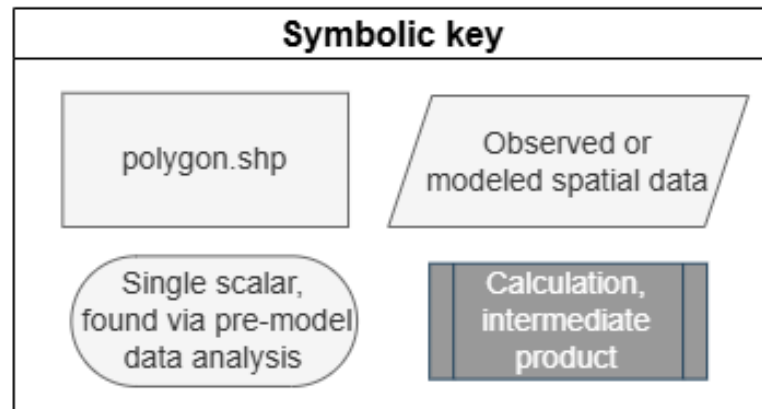 Symbolic key
polygon.shp
Observed or
modeled spatial data
Single scalar,
found via pre-model
data analysis
Calculation,
intermediate
product